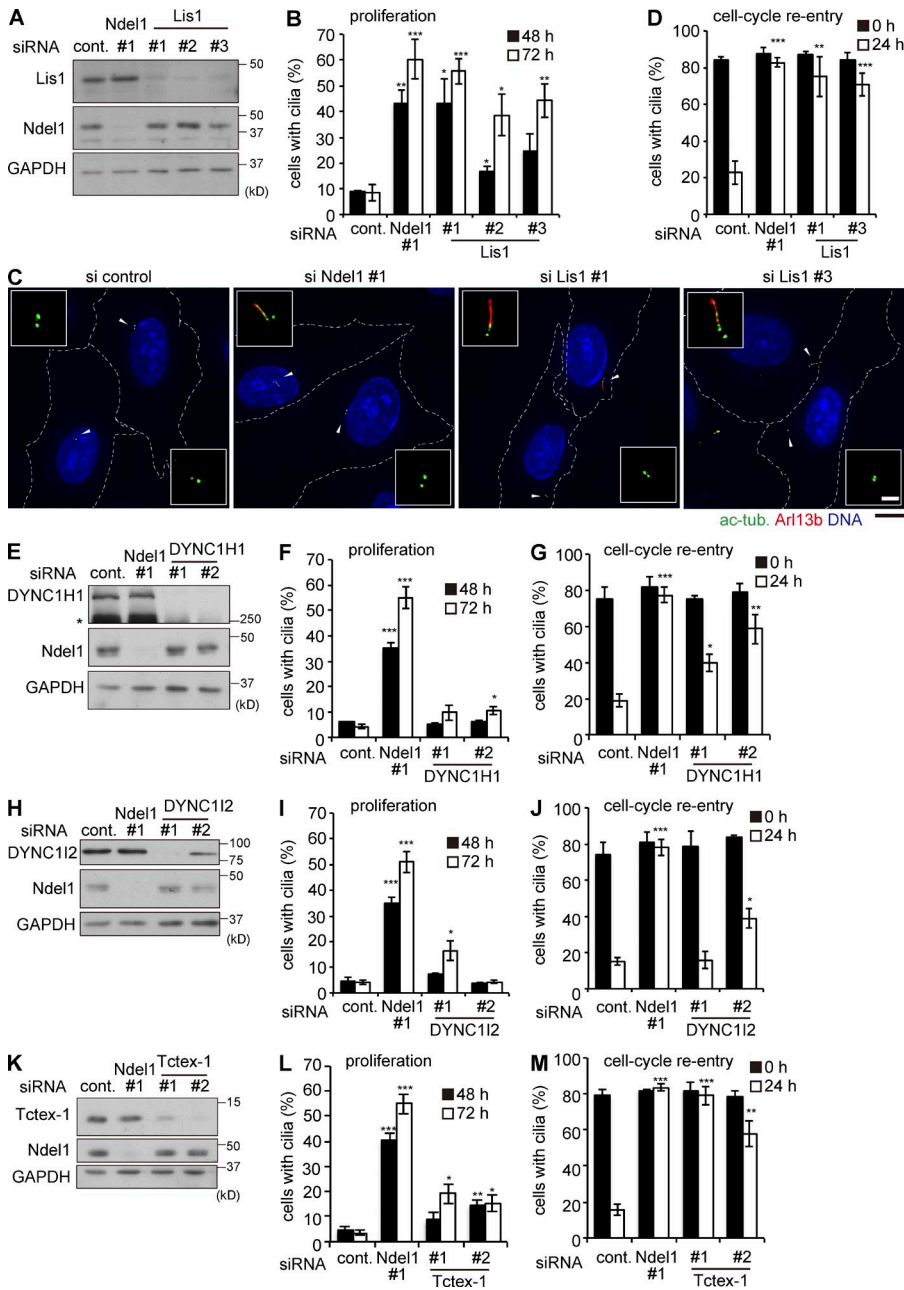 A
Ndel1 Lis1
siRNA cont. #1 #1 #2 #3
Lis1
50
Ndel1
50
37
GAPDH
37
(kD)
B
proliferation
48 h
72 h
cells with cilia (%)
70
60
50
40
30
20
10
0
** *** * *** * * **
siRNA cont. Ndel1 #1 #2 #3
#1 Lis1
D
cell-cycle re-entry
0 h
24 h
cells with cilia (%)
100
80
60
40
20
0
*** ** ***
siRNA cont. Ndel1 #1 #3
#1 Lis1
C
si control si Ndel1 #1 si Lis1 #1 si Lis1 #3
ac-tub. Arl13b DNA
E
Ndel1 DYNC1H1
siRNA
cont. #1 #1 #2
DYNC1H1
*
250
Ndel1
50
GAPDH
37
(kD)
F
proliferation
48 h
72 h
cells with cilia (%)
70
60
50
40
30
20
10
0
*** *** *
siRNA cont. Ndel1 #1 #2
#1 DYNC1H1
G
cell-cycle re-entry
0 h
24 h
cells with cilia (%)
100
80
60
40
20
0
*** * **
siRNA cont. Ndel1 #1 #2
#1 DYNC1H1
H
Ndel1 DYNC1I2
siRNA cont. #1 #1 #2
DYNC1I2
100
75
Ndel1
50
GAPDH
37
(kD)
I
proliferation
48 h
72 h
cells with cilia (%)
70
60
50
40
30
20
10
0
*** *** *
siRNA cont. Ndel1 #1 #2
#1 DYNC1I2
J
cell-cycle re-entry
0 h
24 h
cells with cilia (%)
100
80
60
40
20
0
*** *
siRNA cont. Ndel1 #1 #2
#1 DYNC1I2
K
Ndel1 Tctex-1
siRNA cont. #1 #1 #2
Tctex-1
15
Ndel1
50
37
GAPDH
(kD)
L
proliferation
48 h
72 h
cells with cilia (%)
70
60
50
40
30
20
10
0
*** *** * ** *
siRNA cont. Ndel1 #1 #2
#1 Tctex-1
M
cell-cycle re-entry
0 h
24 h
cells with cilia (%)
100
80
60
40
20
0
*** *** **
siRNA cont. Ndel1 #1 #2
#1 Tctex-1